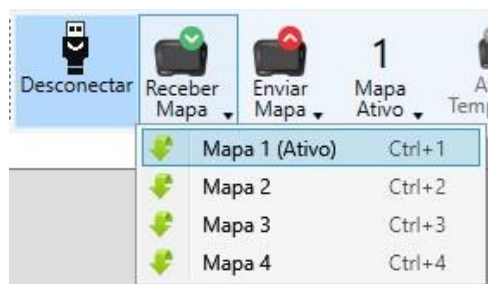 Desconectar
Receber
Mapa
Enviar
Mapa
1
Mapa
Ativo
Mapa 1 (Ativo) Ctrl+1
Mapa 2 Ctrl+2
Mapa 3 Ctrl+3
Mapa 4 Ctrl+4